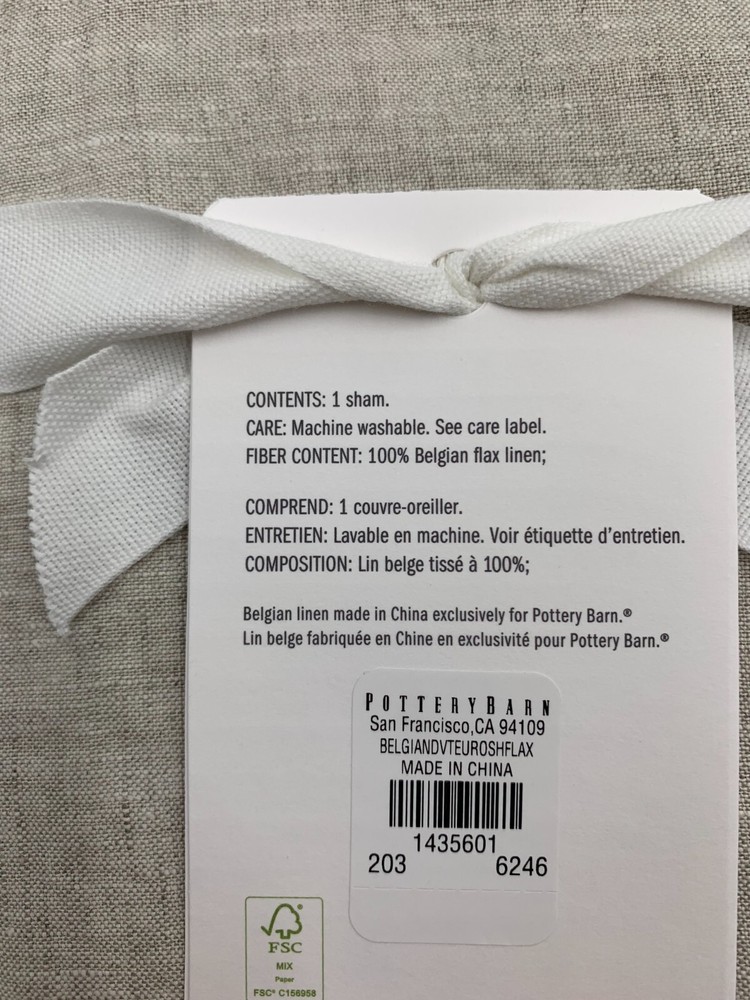 CONTENTS: 1 sham.
CARE: Machine washable. See care label.
FIBER CONTENT: 100% Belgian flax linen;
COMPREND: 1 couvre-oreiller.
ENTRETIEN: Lavable en machine. Voir étiquette d'entretien.
COMPOSITION: Lin belge tissé à 100%;
Belgian linen made in China exclusively for Pottery Barn.®
Lin belge fabriquée en Chine en exclusivité pour Pottery Barn.®
POTTERY BARN
San Francisco,CA 94109
BELGIANDVTEUROSHFLAX
MADE IN CHINA
1435601
203 6246
FSC
MIX
Paper
FSC® C156958